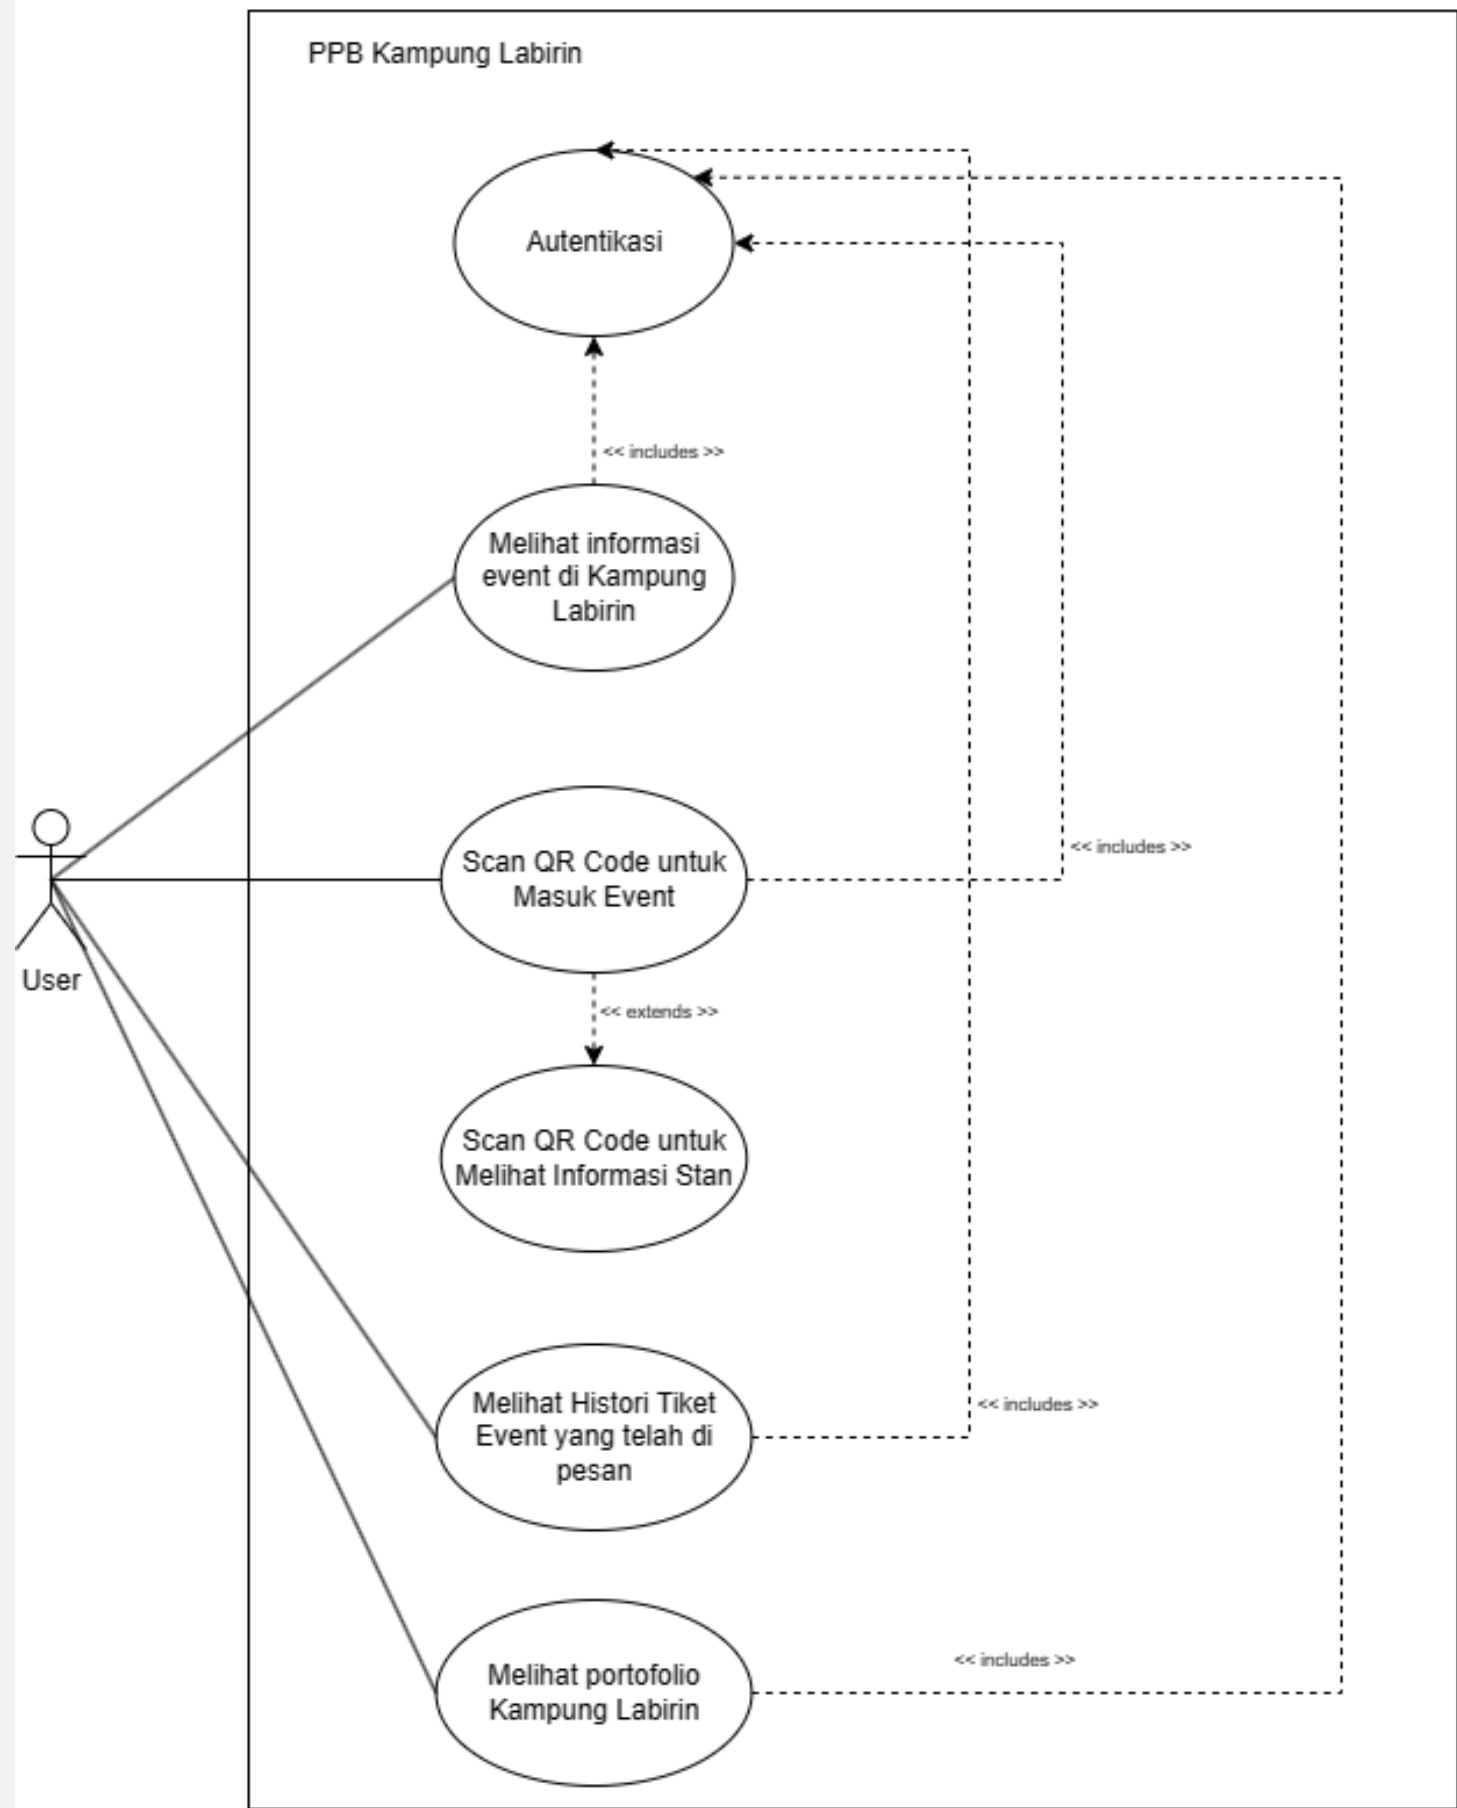 PPB Kampung Labirin
Autentikasi
<< includes >>
Melihat informasi
event di Kampung
Labirin
Scan QR Code untuk
Masuk Event
<< includes >>
User
<< extends >>
Scan QR Code untuk
Melihat Informasi Stan
Melihat Histori Tiket
Event yang telah di
pesan
<< includes >>
Melihat portofolio
Kampung Labirin
<< includes >>